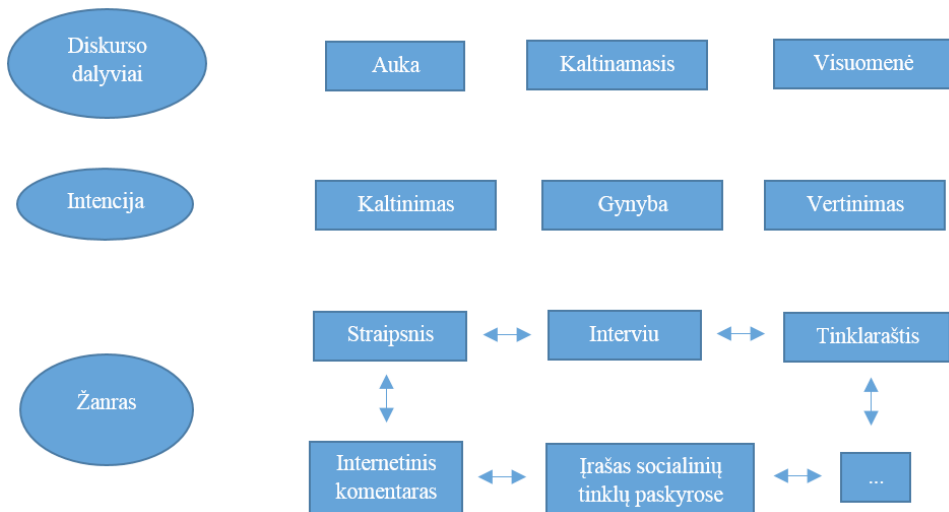 Diskurso
dalyviai
Auka
Kaltinamasis
Visuomenė
Intencija
Kaltinimas
Gynyba
Vertinimas
Žanras
Straipsnis
Interviu
Tinklaraštis
Internetinis
komentaras
Įrašas socialinių
tinklų paskyrose
...